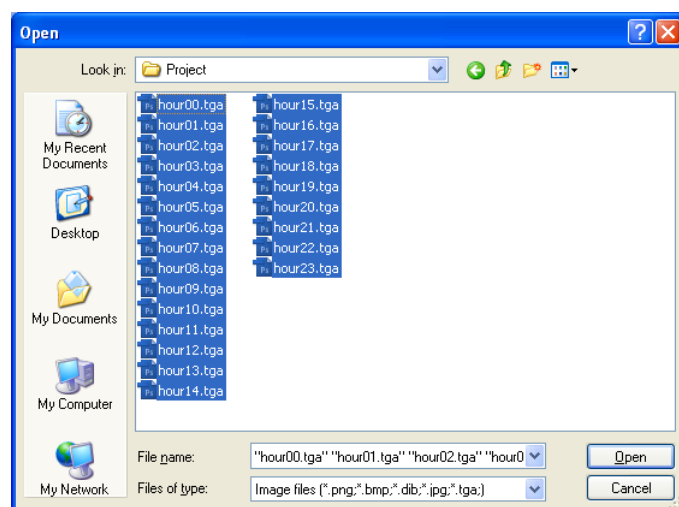 Open
Look in: Project
My Recent
Documents
Desktop
My Documents
My Computer
My Network
hour00.tga
hour01.tga
hour02.tga
hour03.tga
hour04.tga
hour05.tga
hour06.tga
hour07.tga
hour08.tga
hour09.tga
hour10.tga
hour11.tga
hour12.tga
hour13.tga
hour14.tga
hour15.tga
hour16.tga
hour17.tga
hour18.tga
hour19.tga
hour20.tga
hour21.tga
hour22.tga
hour23.tga
File name: "hour00.tga" "hour01.tga" "hour02.tga" "hour0 Open
Files of type: Image files (*.png;*.bmp;*.dib;*.jpg;*.tga;) Cancel